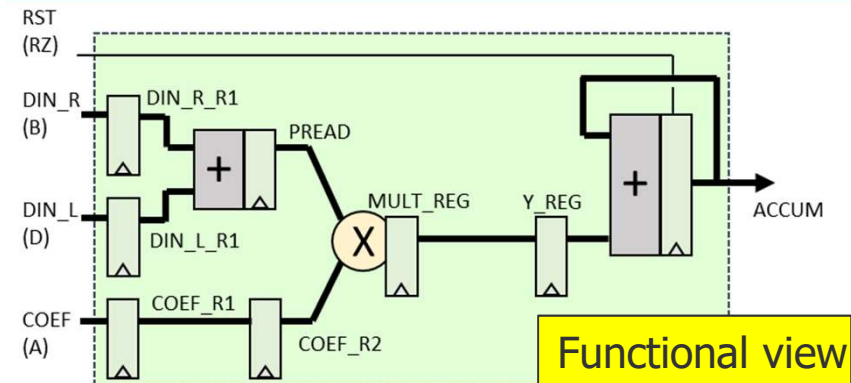 RST
(RZ)
DIN_R
(B)
DIN_R_R1
PREAD
+
DIN_L
(D)
DIN_L_R1
MULT_REG
Y_REG
X
+
ACCUM
COEF
(A)
COEF_R1
COEF_R2
Functional view